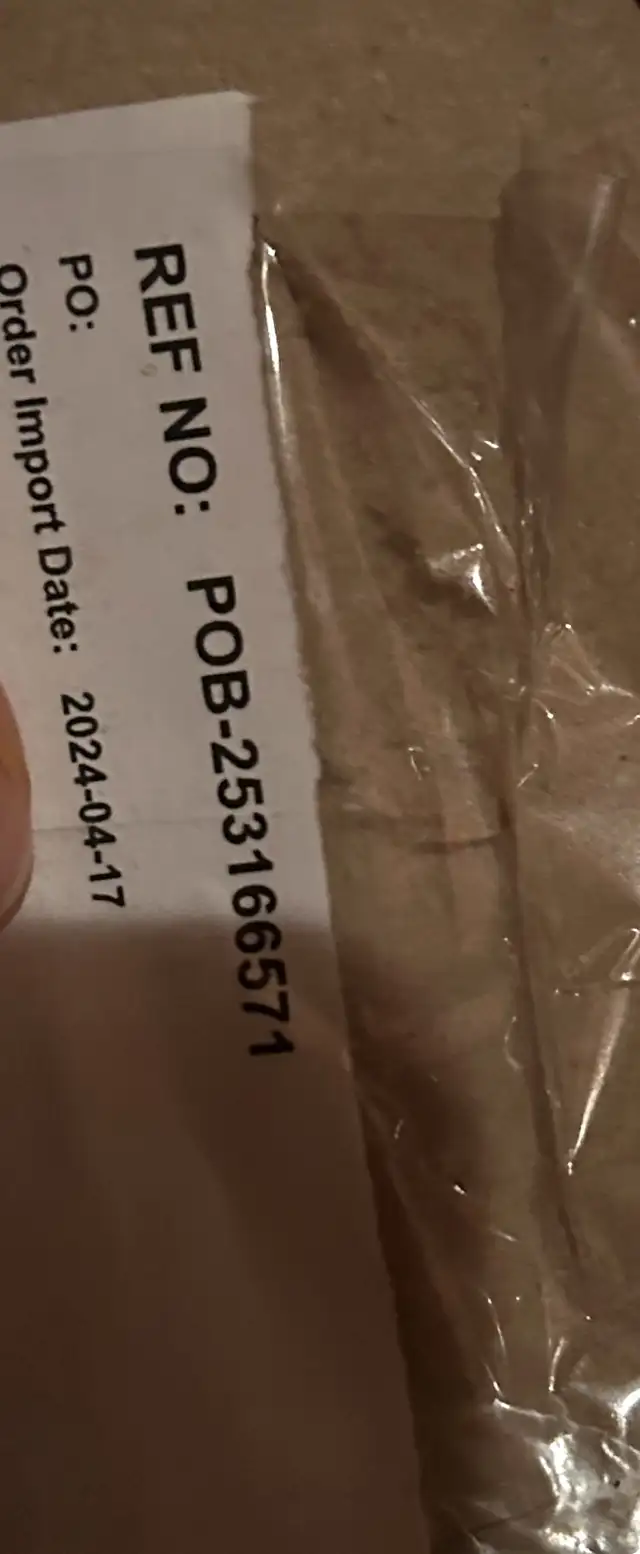 REF NO: POB-253166571
PO:
Order Import Date: 2024-04-17